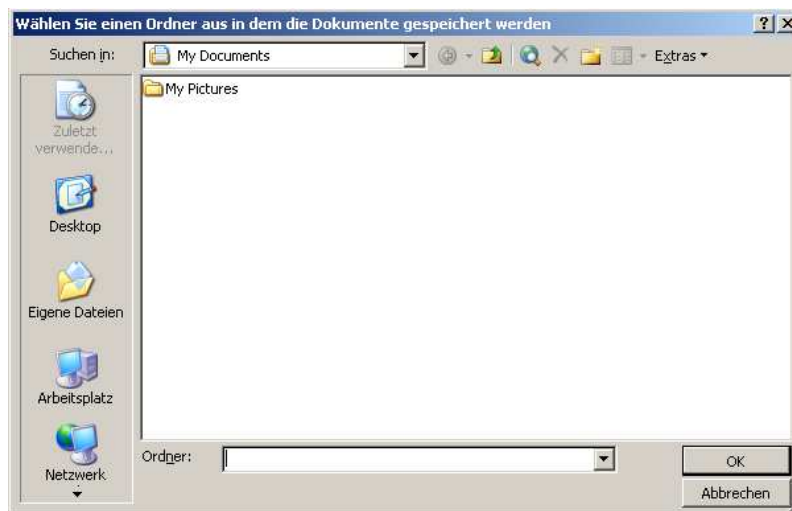 Wählen Sie einen Ordner aus in dem die Dokumente gespeichert werden
Suchen in:
My Documents
Extras
My Pictures
Zuletzt
verwende...
Desktop
Eigene Dateien
Arbeitsplatz
Netzwerk
Ordner:
OK
Abbrechen